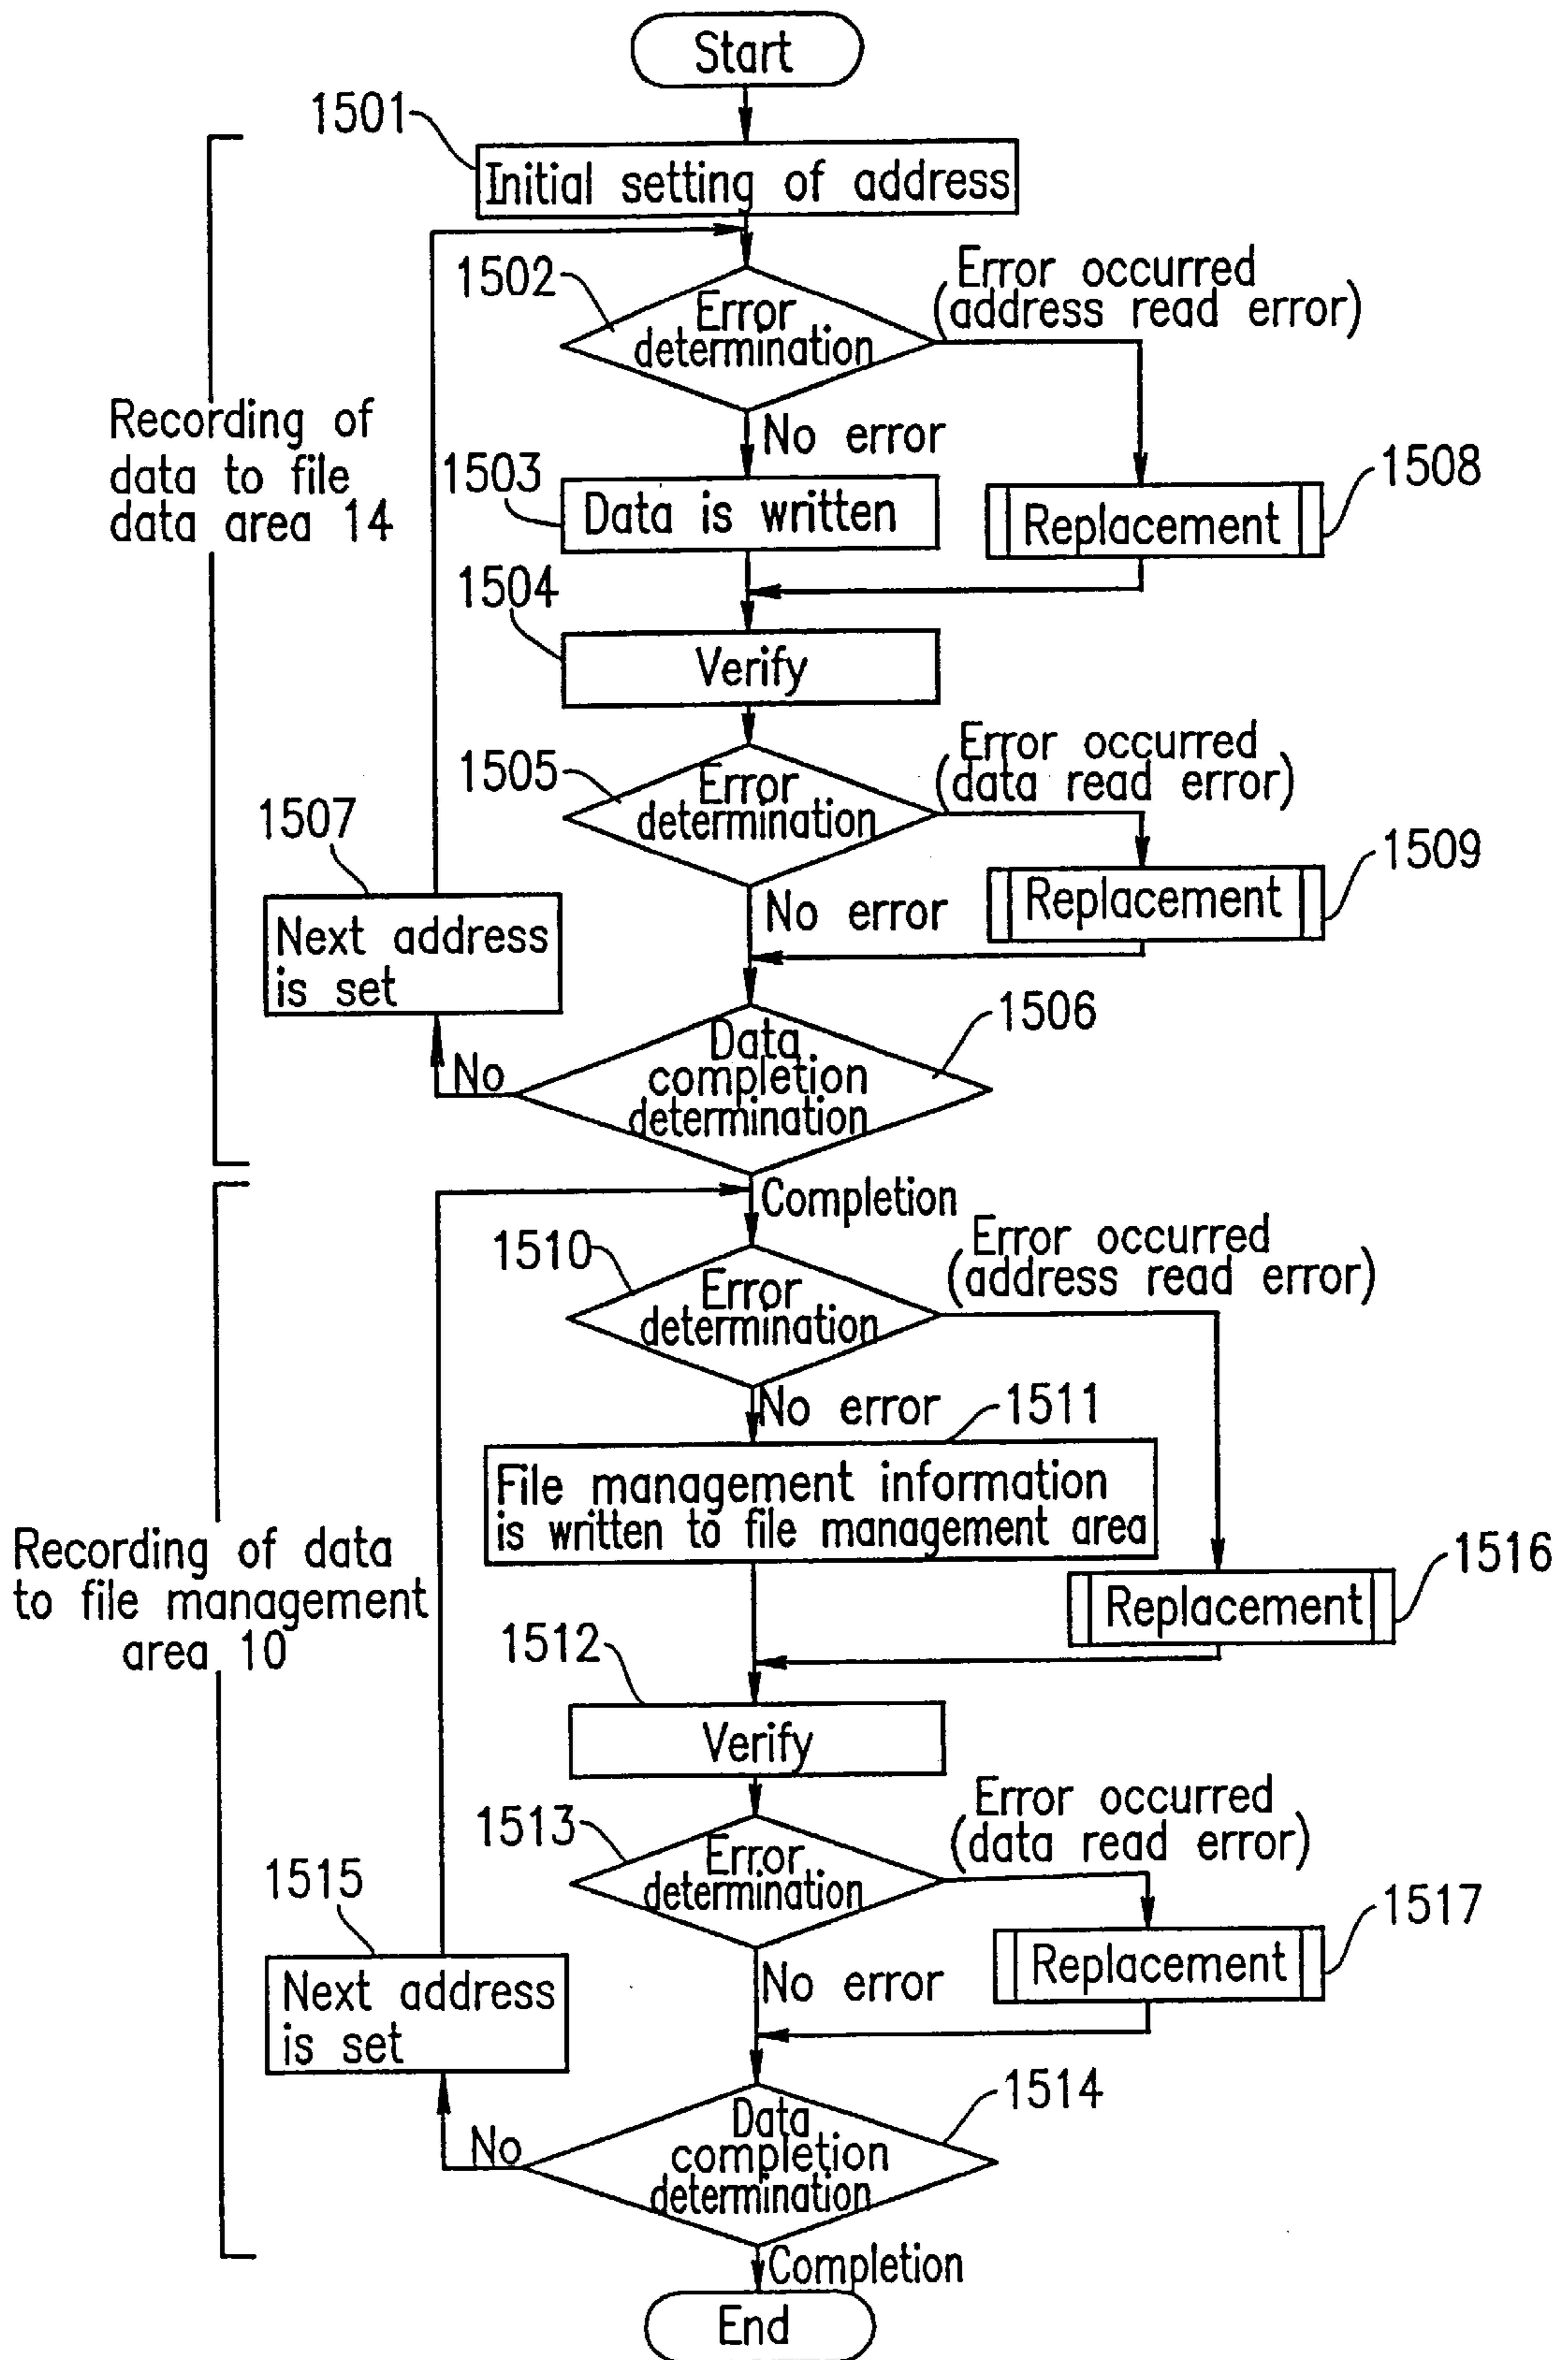 Start
1501
Initial setting of address
1502
Error
determination
Error occurred
(address read error)
No error
Recording of
data to file
data area 14
1503
Data is written
Replacement
1508
1504
Verify
1505
Error
determination
Error occurred
(data read error)
1507
Next address
is set
No error
Replacement
1509
1506
Data
completion
determination
No
Completion
1510
Error
determination
Error occurred
(address read error)
No error
1511
File management information
is written to file management area
Recording of data
to file management
area 10
Replacement
1516
1512
Verify
1513
Error
determination
Error occurred
(data read error)
1515
Next address
is set
No error
Replacement
1517
1514
Data
completion
determination
No
Completion
End